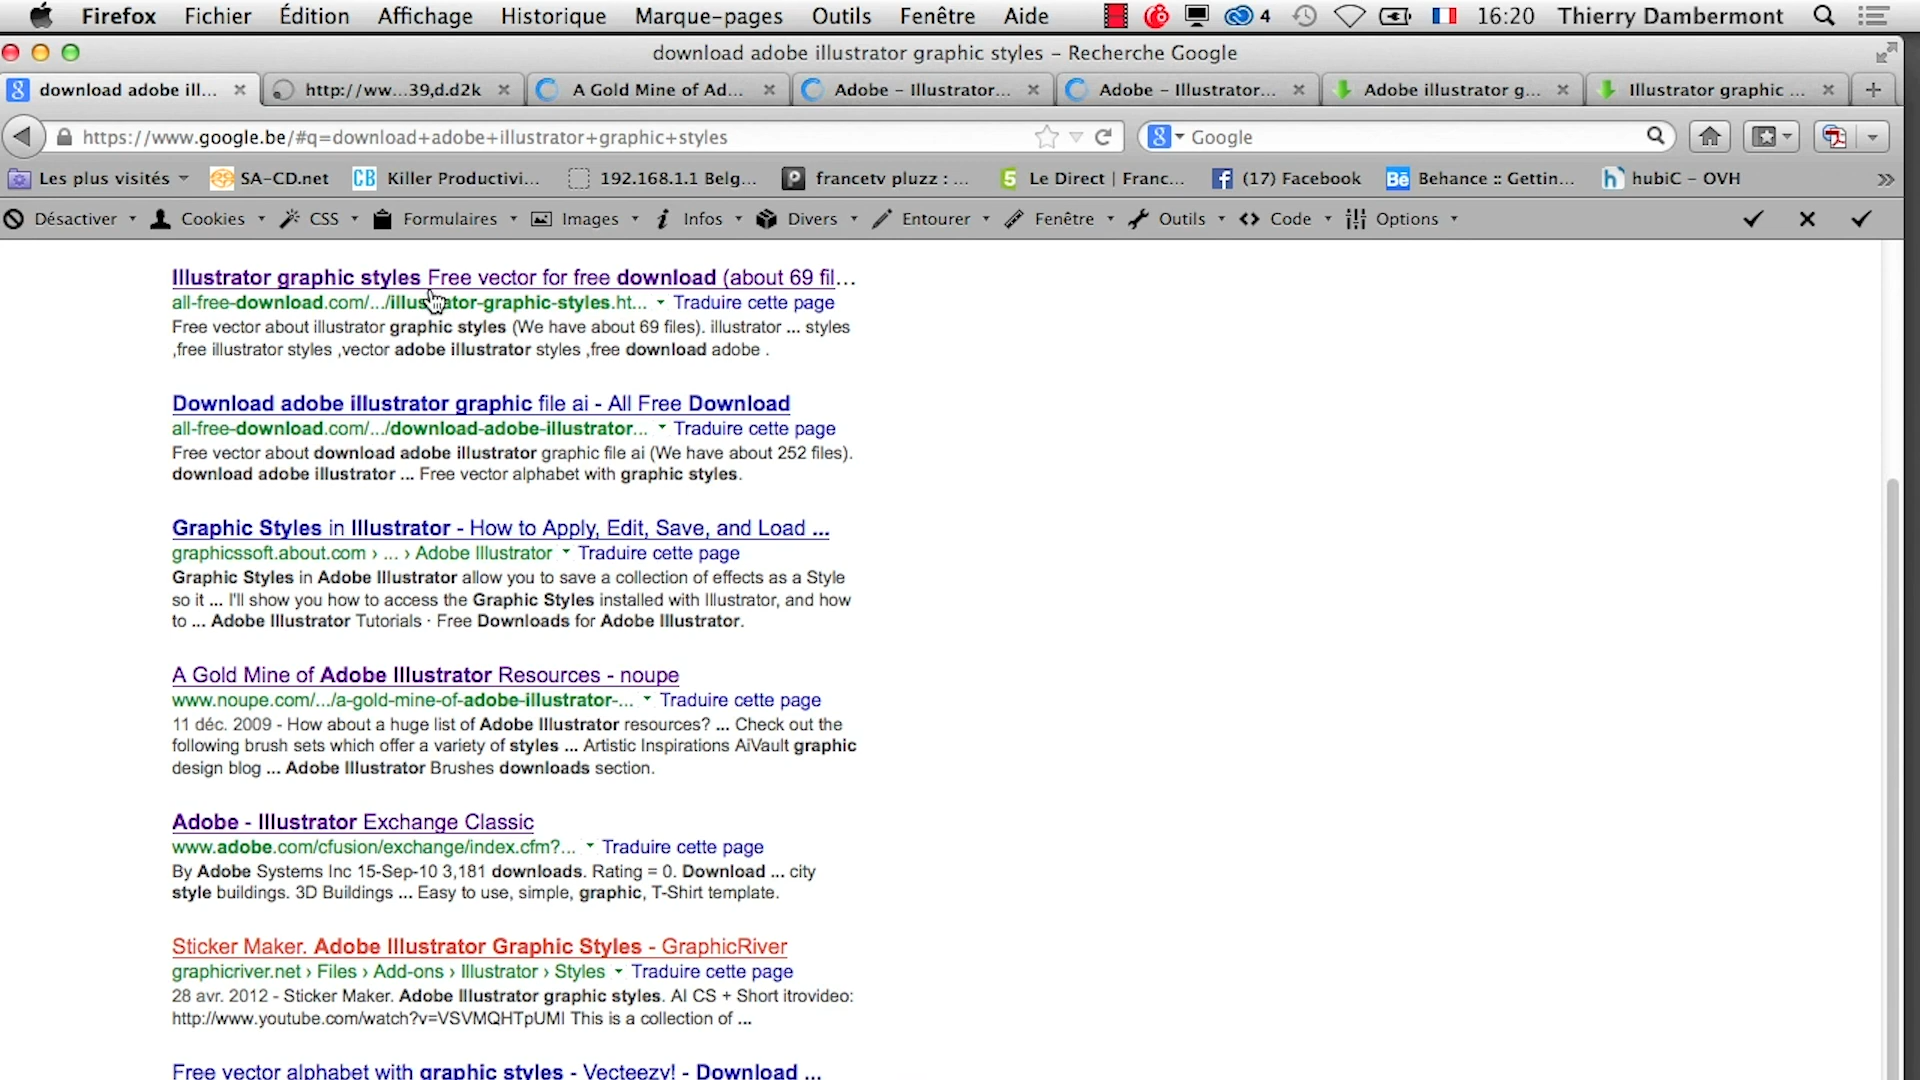 Firefox Fichier Édition Affichage Historique Marque-pages Outils Fenêtre Aide 4 16:20 Thierry Dambermont
download adobe illustrator graphic styles – Recherche Google
download adobe ill... http://ww...39,d.d2k A Gold Mine of Ad... Adobe – Illustrator... Adobe – Illustrator... Adobe illustrator g... Illustrator graphic ...
https://www.google.be/#q=download+adobe+illustrator+graphic+styles Google
Les plus visités SA-CD.net CB Killer Productivi... 192.168.1.1 Belg... francetv pluzz : ... 5 Le Direct | Franc... (17) Facebook Bē Behance :: Gettin... hubiC – OVH
Désactiver Cookies CSS Formulaires Images Infos Divers Entourer Fenêtre Outils Code Options
Illustrator graphic styles Free vector for free download (about 69 fil...
all-free-download.com/.../illustrator-graphic-styles.ht... Traduire cette page
Free vector about illustrator graphic styles (We have about 69 files). illustrator ... styles
,free illustrator styles ,vector adobe illustrator styles ,free download adobe .
Download adobe illustrator graphic file ai - All Free Download
all-free-download.com/.../download-adobe-illustrator... Traduire cette page
Free vector about download adobe illustrator graphic file ai (We have about 252 files).
download adobe illustrator ... Free vector alphabet with graphic styles.
Graphic Styles in Illustrator - How to Apply, Edit, Save, and Load ...
graphicssoft.about.com › ... › Adobe Illustrator Traduire cette page
Graphic Styles in Adobe Illustrator allow you to save a collection of effects as a Style
so it ... I'll show you how to access the Graphic Styles installed with Illustrator, and how
to ... Adobe Illustrator Tutorials · Free Downloads for Adobe Illustrator.
A Gold Mine of Adobe Illustrator Resources - noupe
www.noupe.com/.../a-gold-mine-of-adobe-illustrator-... Traduire cette page
11 déc. 2009 - How about a huge list of Adobe Illustrator resources? ... Check out the
following brush sets which offer a variety of styles ... Artistic Inspirations AiVault graphic
design blog ... Adobe Illustrator Brushes downloads section.
Adobe - Illustrator Exchange Classic
www.adobe.com/cfusion/exchange/index.cfm?... Traduire cette page
By Adobe Systems Inc 15-Sep-10 3,181 downloads. Rating = 0. Download ... city
style buildings. 3D Buildings ... Easy to use, simple, graphic, T-Shirt template.
Sticker Maker. Adobe Illustrator Graphic Styles - GraphicRiver
graphicriver.net › Files › Add-ons › Illustrator › Styles Traduire cette page
28 avr. 2012 - Sticker Maker. Adobe Illustrator graphic styles. AI CS + Short itrovideo:
http://www.youtube.com/watch?v=VSVMQHTpUMI This is a collection of ...
Free vector alphabet with graphic styles - Vecteezy! - Download ...